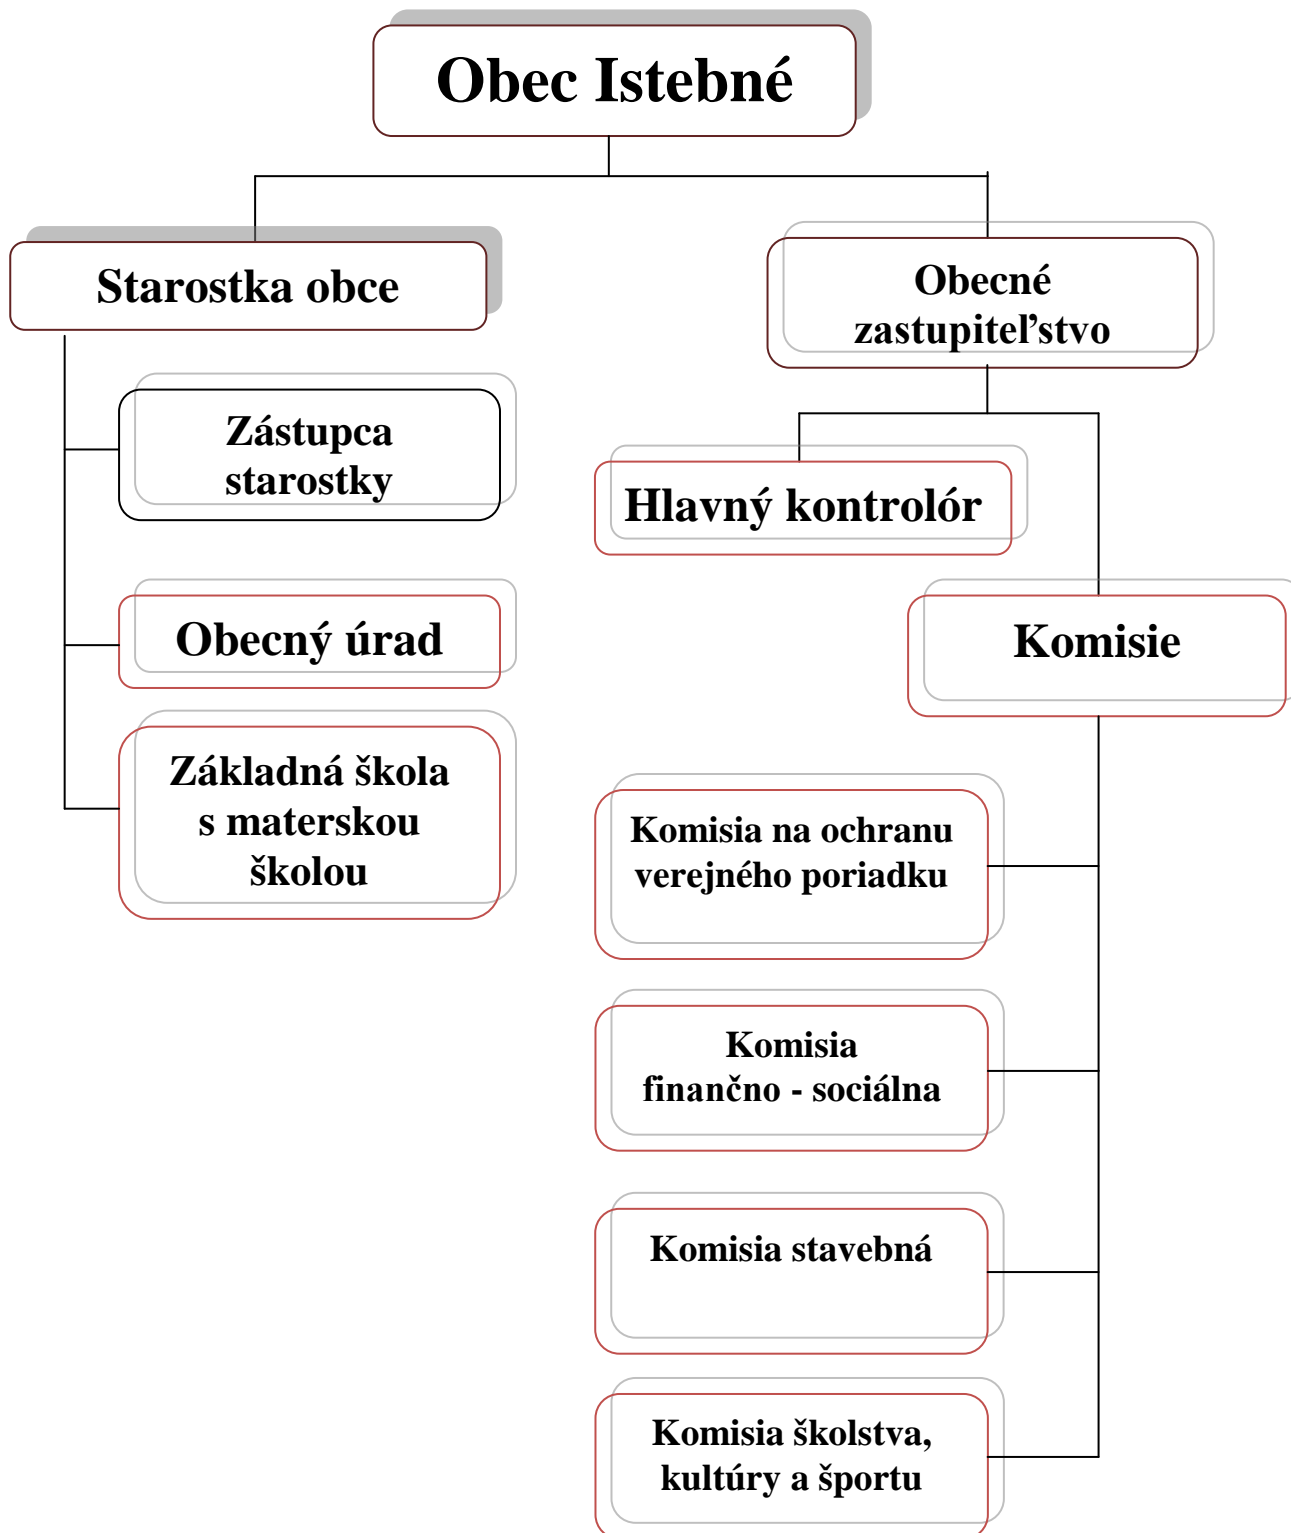 Obec Istebné
Starostka obce
Zástupca
starostky
Obecný úrad
Základná škola
s materskou
školou
Obecné
zastupiteľstvo
Hlavný kontrolór
Komisie
Komisia na ochranu
verejného poriadku
Komisia
finančno - sociálna
Komisia stavebná
Komisia školstva,
kultúry a športu